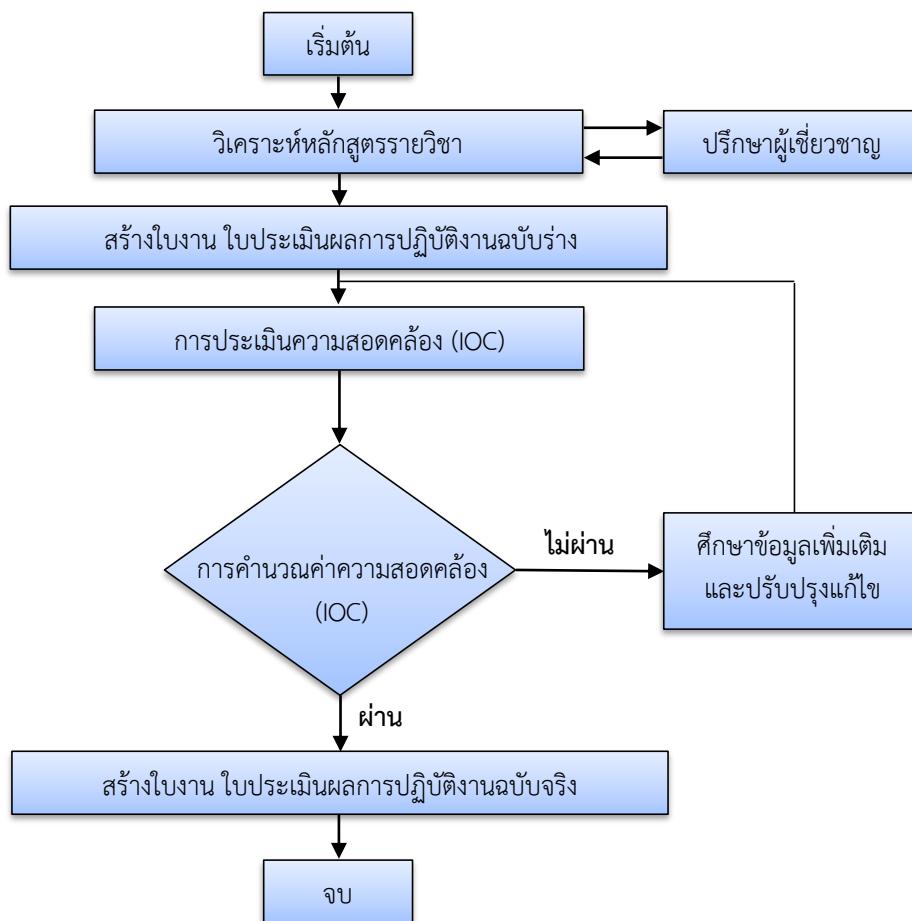 เริ่มต้น
วิเคราะห์หลักสูตรรายวิชา
ปรึกษาผู้เชี่ยวชาญ
สร้างใบงาน ใบประเมินผลการปฏิบัติงานฉบับร่าง
การประเมินความสอดคล้อง (IOC)
การคำนวณค่าความสอดคล้อง
(IOC)
ไม่ผ่าน
ศึกษาข้อมูลเพิ่มเติม
และปรับปรุงแก้ไข
ผ่าน
สร้างใบงาน ใบประเมินผลการปฏิบัติงานฉบับจริง
จบ